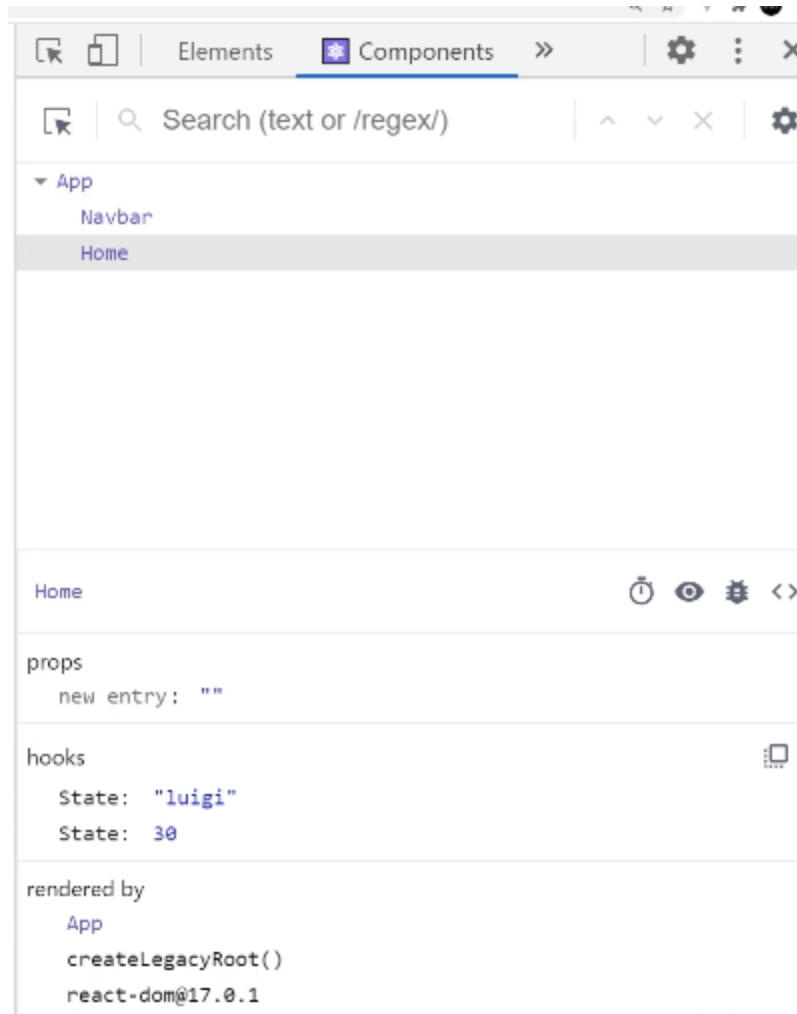 Elements Components
Search (text or /regex/)
App
Navbar
Home
Home
props
new entry: ""
hooks
State: "luigi"
State: 30
rendered by
App
createLegacyRoot()
react-dom@17.0.1